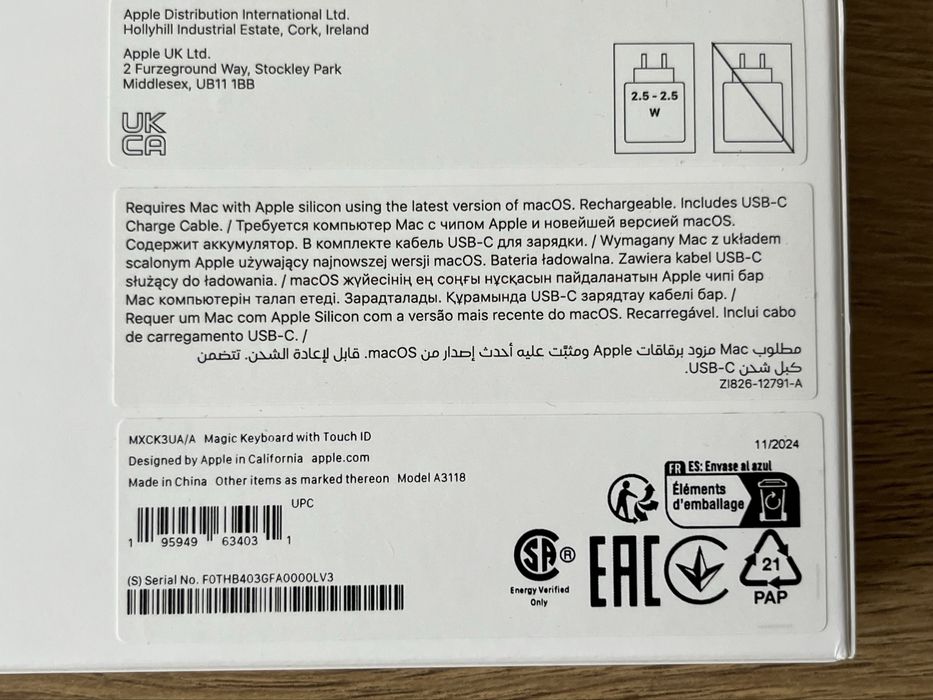 Apple Distribution International Ltd.
Hollyhill Industrial Estate, Cork, Ireland
Apple UK Ltd.
2 Furzeground Way, Stockley Park
Middlesex, UB11 1BB
UK
CA
2.5 - 2.5
W
Requires Mac with Apple silicon using the latest version of macOS. Rechargeable. Includes USB-C
Charge Cable. / Требуется компьютер Mac с чипом Apple и новейшей версией macOS.
Содержит аккумулятор. В комплекте кабель USB-C для зарядки. / Wymagany Mac z układem
scalonym Apple używający najnowszej wersji macOS. Bateria ładowalna. Zawiera kabel USB-C
służący do ładowania. / macOS жүйесінің ең соңғы нұсқасын пайдаланатын Apple чипі бар
Mac компьютерін талап етеді. Зарадталады. Құрамында USB-C зарядтау кабелі бар. /
Requer um Mac com Apple Silicon com a versão mais recente do macOS. Recarregável. Inclui cabo
de carregamento USB-C. /
مطلوب Mac مزود برقاقات Apple ومثبّت عليه أحدث إصدار من macOS. قابل لإعادة الشحن. تتضمن
كبل شحن USB-C.
ZI826-12791-A
MXCK3UA/A Magic Keyboard with Touch ID
Designed by Apple in California apple.com
Made in China Other items as marked thereon Model A3118
11/2024
UPC
1 95949 63403 1
(S) Serial No. F0THB403GFA0000LV3
FR ES: Envase al azul
Éléments
d'emballage
SA ®
Energy Verified
Only
EAC
21
PAP